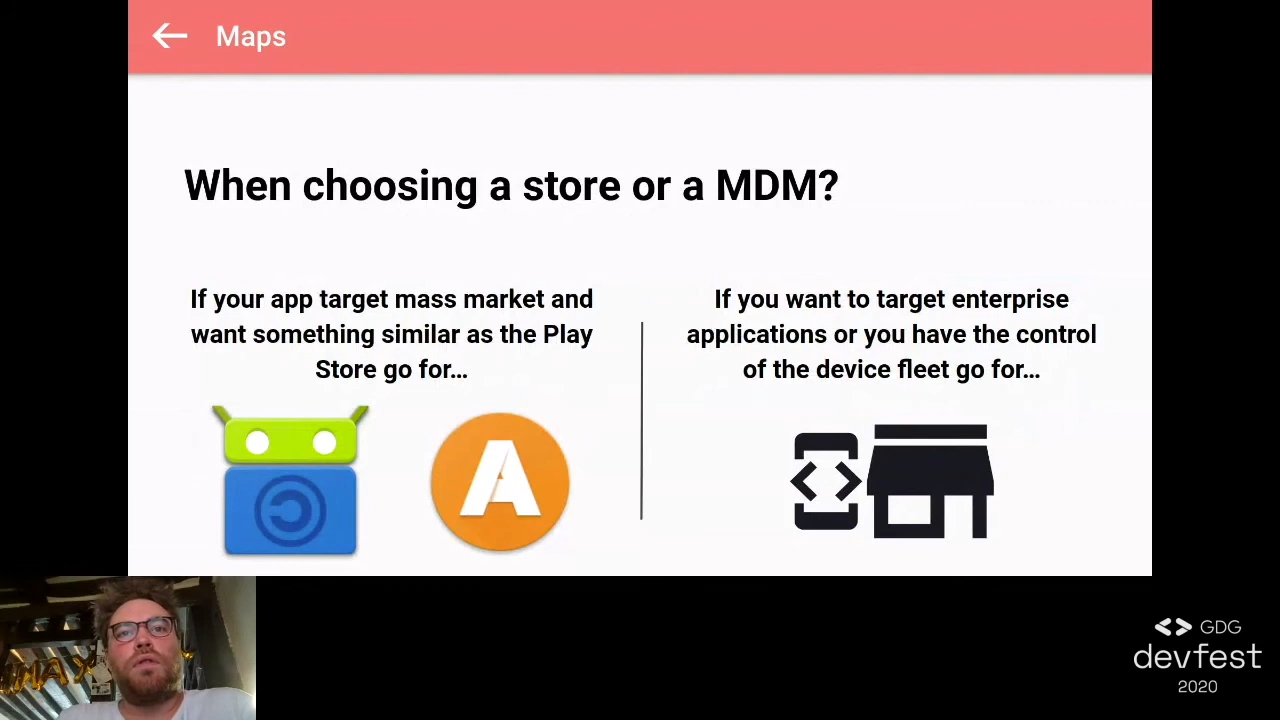 Maps
When choosing a store or a MDM?
If your app target mass market and
want something similar as the Play
Store go for...
If you want to target enterprise
applications or you have the control
of the device fleet go for...
A
GDG
devfest
2020